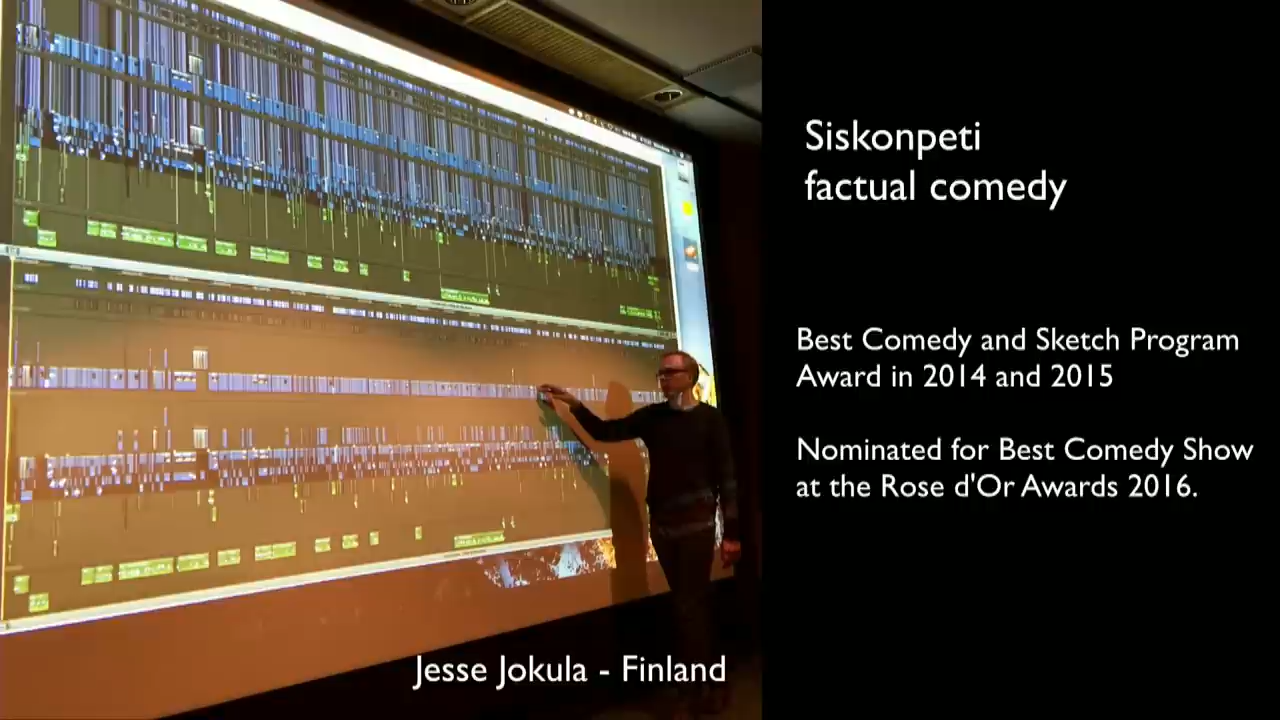 Siskonpeti
factual comedy
Best Comedy and Sketch Program
Award in 2014 and 2015
Nominated for Best Comedy Show
at the Rose d'Or Awards 2016.
Jesse Jokula - Finland